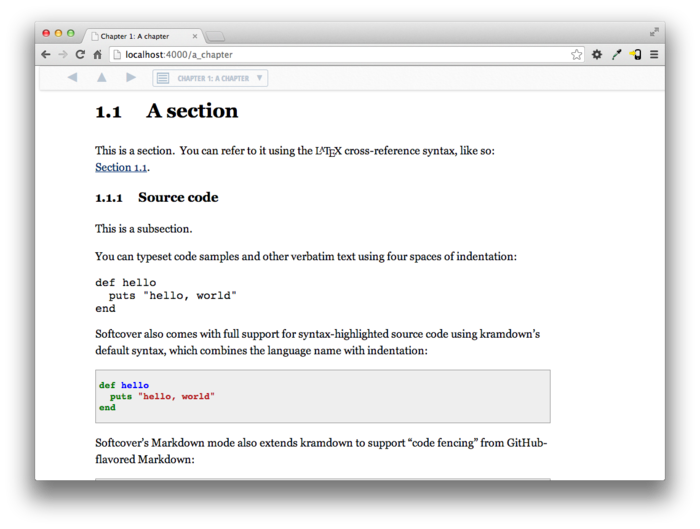 Chapter 1: A chapter
localhost:4000/a_chapter
CHAPTER 1: A CHAPTER
1.1 A section
This is a section. You can refer to it using the LATEX cross-reference syntax, like so:
Section 1.1.
1.1.1 Source code
This is a subsection.
You can typeset code samples and other verbatim text using four spaces of indentation:
def hello
  puts "hello, world"
end
Softcover also comes with full support for syntax-highlighted source code using kramdown's
default syntax, which combines the language name with indentation:
def hello
  puts "hello, world"
end
Softcover's Markdown mode also extends kramdown to support “code fencing” from GitHub-
flavored Markdown: